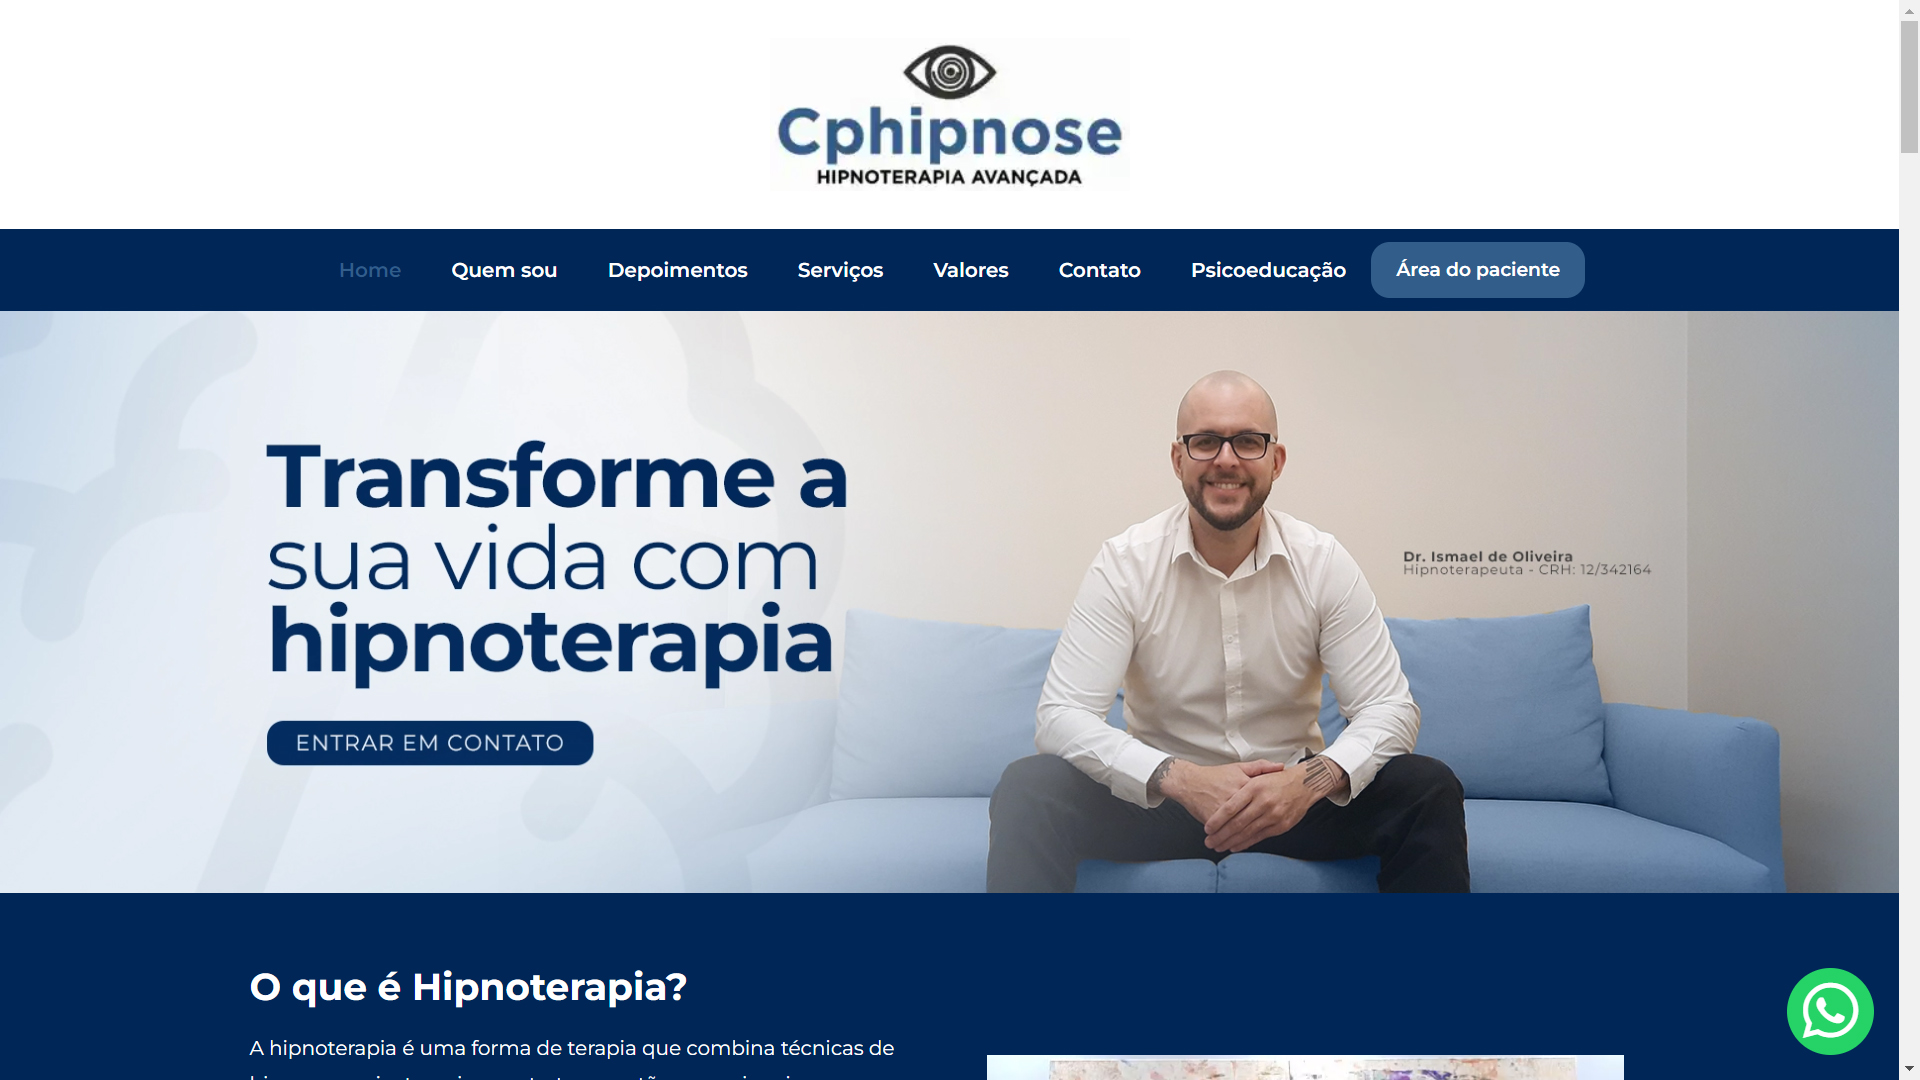 Cphipnose
HIPNOTERAPIA AVANÇADA
Home Quem sou Depoimentos Serviços Valores Contato Psicoeducação Área do paciente
Transforme a
sua vida com
hipnoterapia
Dr. Ismael de Oliveira
Hipnoterapeuta - CRH: 12/342164
ENTRAR EM CONTATO
O que é Hipnoterapia?
A hipnoterapia é uma forma de terapia que combina técnicas de